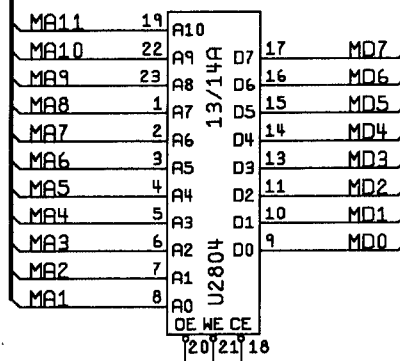 MA11 19 A10
MA10 22 A9 D7 17 MD7
MA9 23 A8 D6 16 MD6
MA8 1 A7 D5 15 MD5
MA7 2 A6 D4 14 MD4
MA6 3 A5 D3 13 MD3
MA5 4 A4 D2 11 MD2
MA4 5 A3 D1 10 MD1
MA3 6 A2 D0 9 MD0
MA2 7 A1
MA1 8 A0
13/14A
U2804
OE WE CE
20 21 18